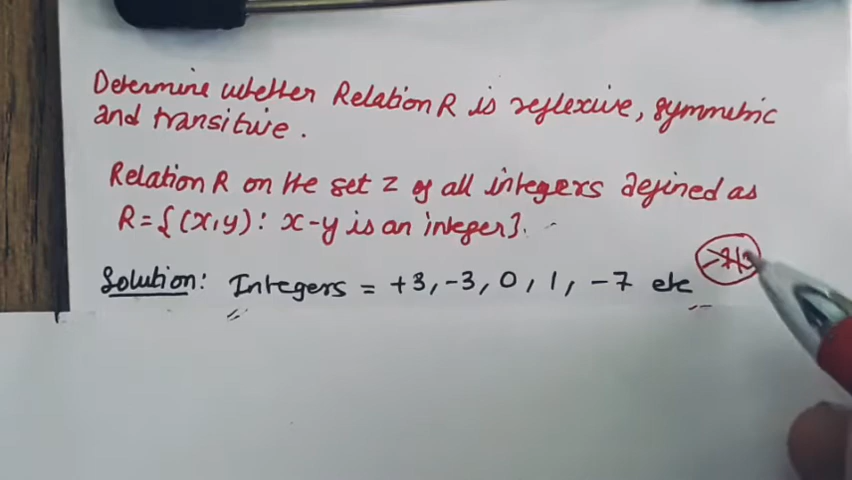 Determine whether Relation R is reflexive, symmetric
and transitive.
Relation R on the set Z of all integers defined as
R = {(x,y) : x-y is an integer}.
Solution: Integers = +3, -3, 0, 1, -7 etc